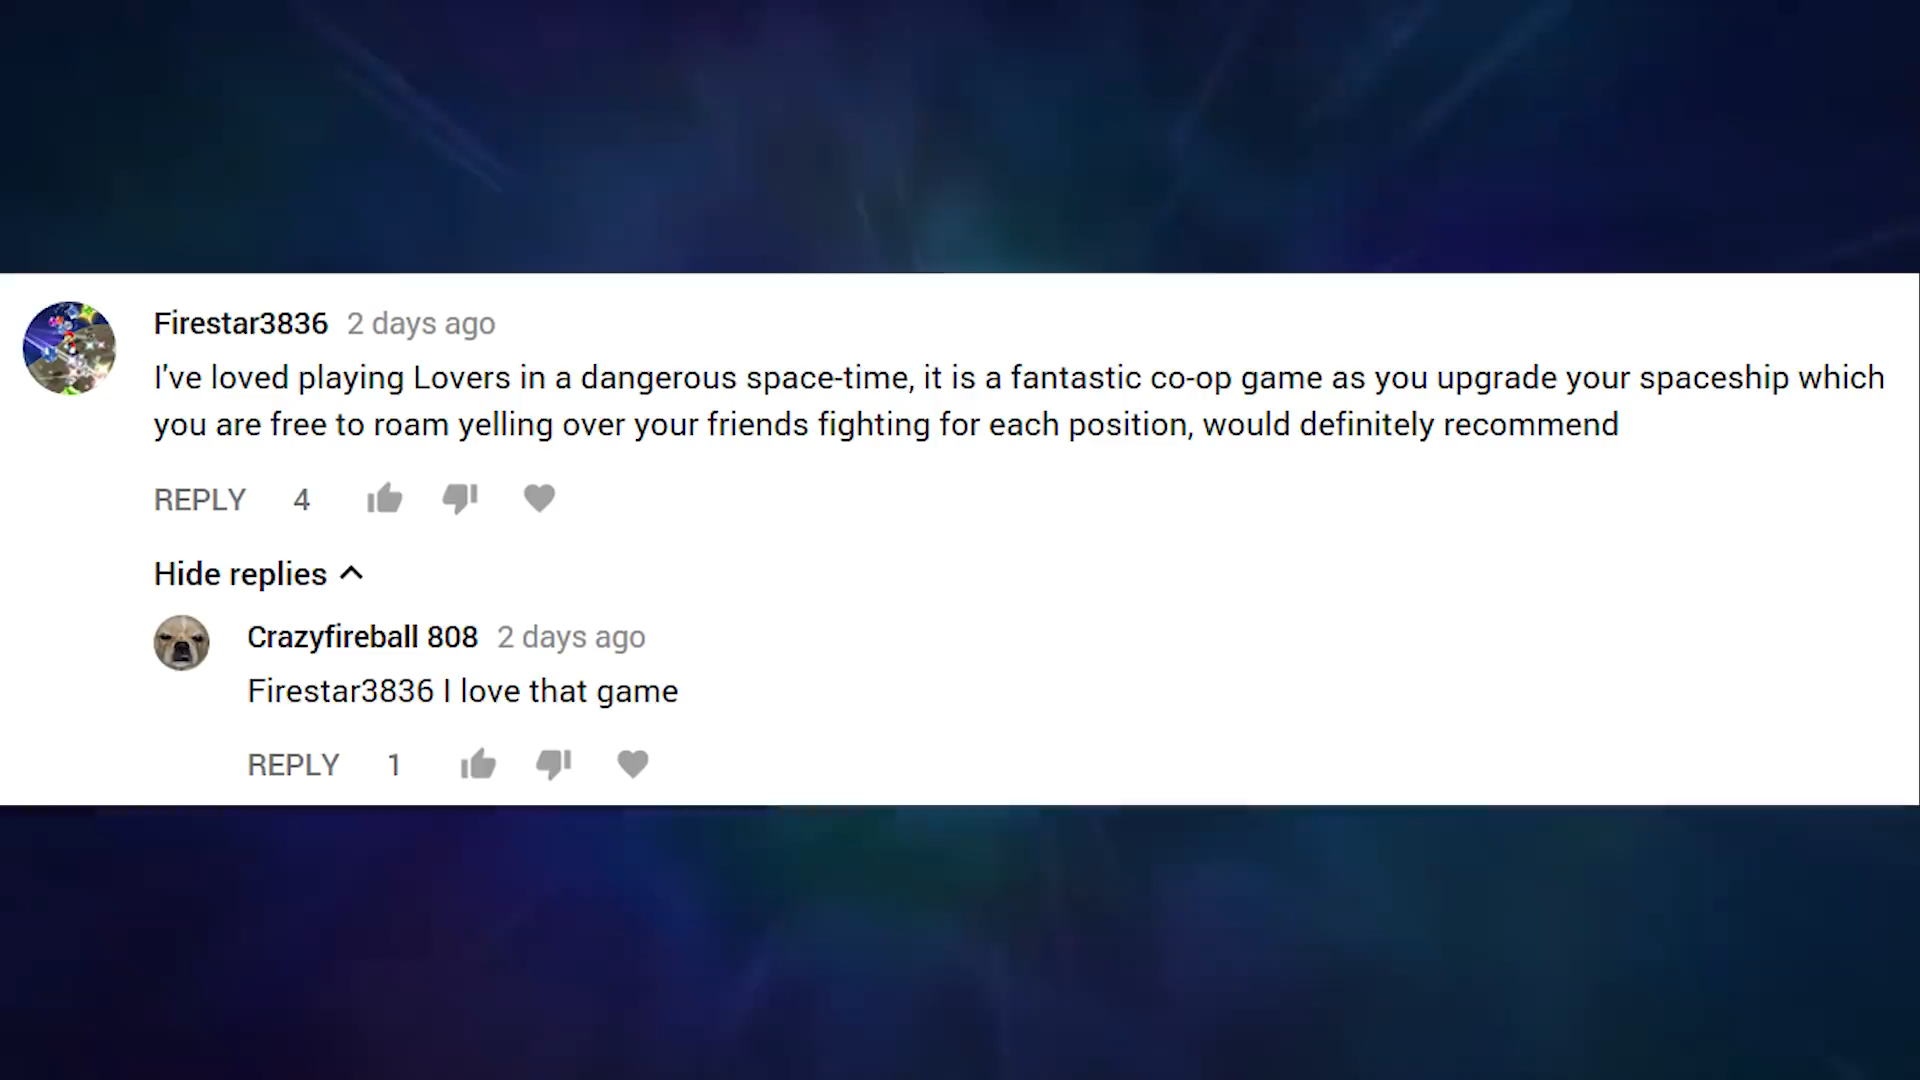 Firestar3836 2 days ago
I've loved playing Lovers in a dangerous space-time, it is a fantastic co-op game as you upgrade your spaceship which
you are free to roam yelling over your friends fighting for each position, would definitely recommend
REPLY 4
Hide replies
Crazyfireball 808 2 days ago
Firestar3836 I love that game
REPLY 1